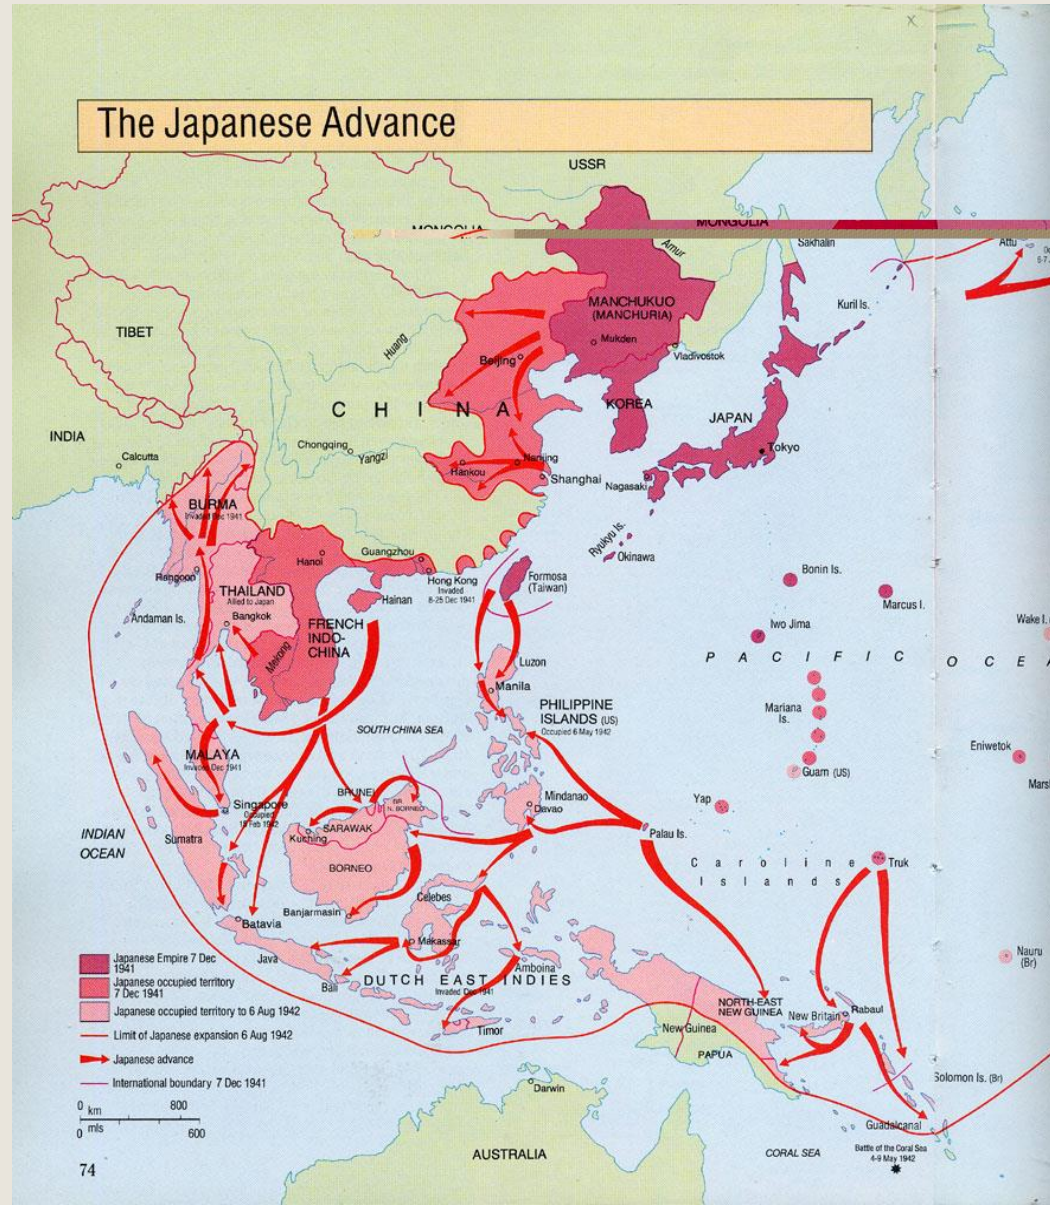 x
The Japanese Advance
USSR
MONGOLIA
MONGOLIA
Amur
Sakhalin
Attu
6-7
Kuril Is.
MANCHUKUO
(MANCHURIA)
Mukden
Vladivostok
TIBET
Huang
Beijing
CHINA
KOREA
JAPAN
Tokyo
INDIA
Calcutta
Chongqing
Yangzi
Hankou
Nanjing
Shanghai
Nagasaki
BURMA
Invaded Dec 1941
Ryukyu Is.
Okinawa
Hanoi
Guangzhou
Hong Kong
Invaded
8-25 Dec 1941
Formosa
(Taiwan)
Bonin Is.
Marcus I.
Rangoon
THAILAND
Allied to Japan
Bangkok
Hainan
Andaman Is.
FRENCH
INDO-
CHINA
Mekong
Iwo Jima
Wake I.
PACIFIC OCEA
Luzon
Manila
PHILIPPINE
ISLANDS (US)
Occupied 6 May 1942
Mariana
Is.
SOUTH CHINA SEA
MALAYA
Invaded Dec 1941
Guam (US)
Eniwetok
Mars
BRUNEI
BR.
N. BORNEO
Mindanao
Davao
Yap
Singapore
Occupied
15 Feb 1942
SARAWAK
Kuching
Palau Is.
INDIAN
OCEAN
Sumatra
BORNEO
Caroline
Islands
Truk
Celebes
Banjarmasin
Batavia
Makassar
Java
Bali
Amboina
DUTCH EAST INDIES
Invaded Dec 1941
Timor
Nauru
(Br)
NORTH-EAST
NEW GUINEA
New Britain
Rabaul
New Guinea
PAPUA
Solomon Is. (Br)
Darwin
Guadalcanal
AUSTRALIA
CORAL SEA
Battle of the Coral Sea
4-9 May 1942
Japanese Empire 7 Dec
1941
Japanese occupied territory
7 Dec 1941
Japanese occupied territory to 6 Aug 1942
Limit of Japanese expansion 6 Aug 1942
Japanese advance
International boundary 7 Dec 1941
0 km 800
0 mls 600
74